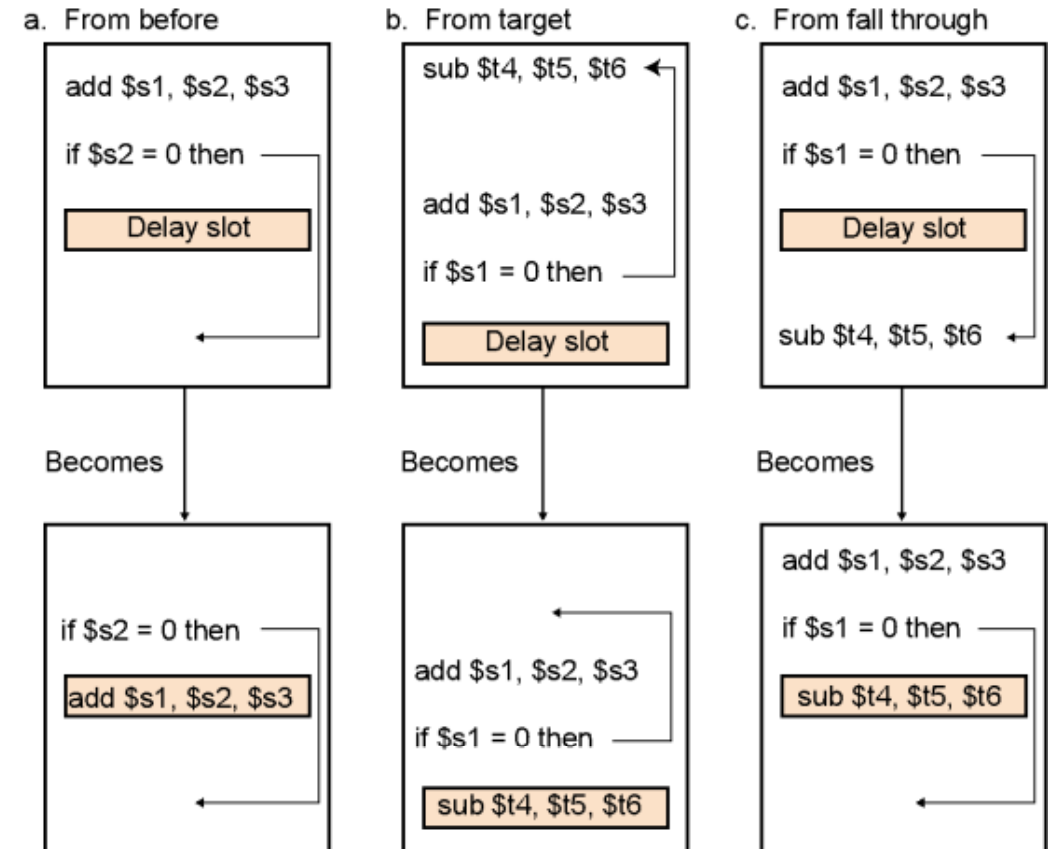 a. From before
add $s1, $s2, $s3
if $s2 = 0 then
Delay slot
Becomes
if $s2 = 0 then
add $s1, $s2, $s3
b. From target
sub $t4, $t5, $t6
add $s1, $s2, $s3
if $s1 = 0 then
Delay slot
Becomes
add $s1, $s2, $s3
if $s1 = 0 then
sub $t4, $t5, $t6
c. From fall through
add $s1, $s2, $s3
if $s1 = 0 then
Delay slot
sub $t4, $t5, $t6
Becomes
add $s1, $s2, $s3
if $s1 = 0 then
sub $t4, $t5, $t6